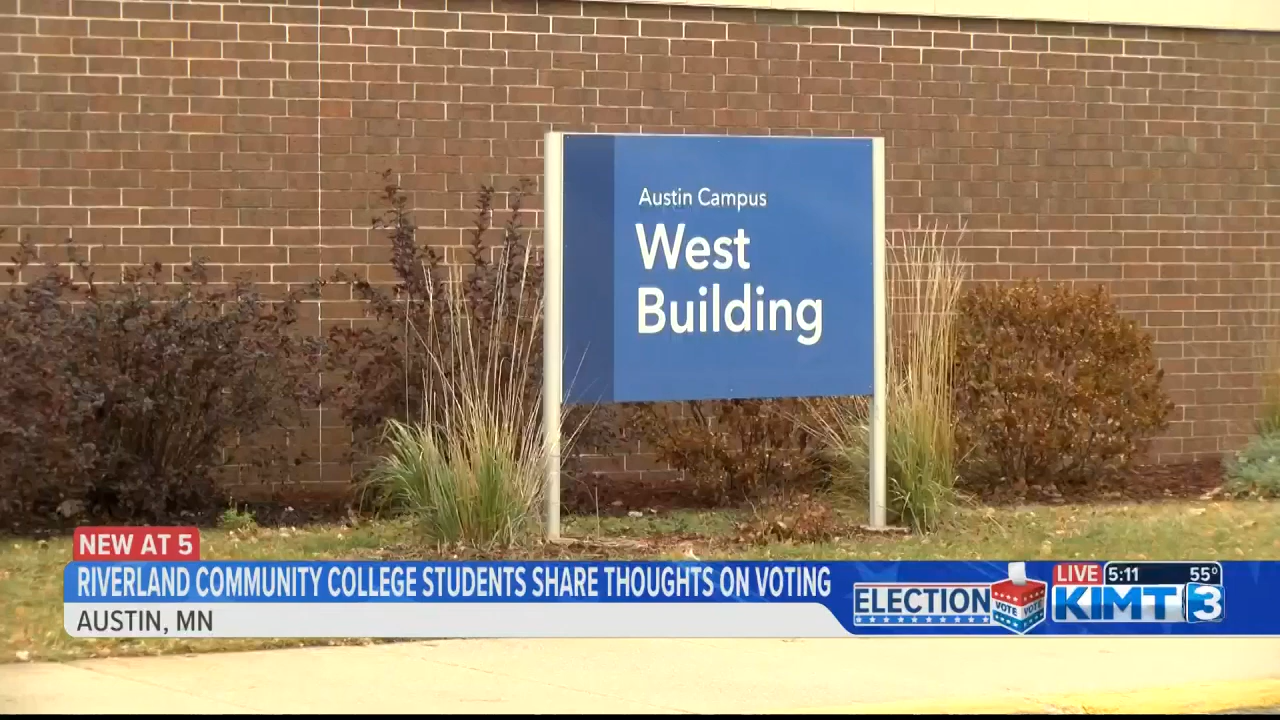 Austin Campus
West
Building
NEW AT 5
RIVERLAND COMMUNITY COLLEGE STUDENTS SHARE THOUGHTS ON VOTING
AUSTIN, MN
ELECTION
VOTE VOTE
LIVE 5:11 55°
KIMT 3